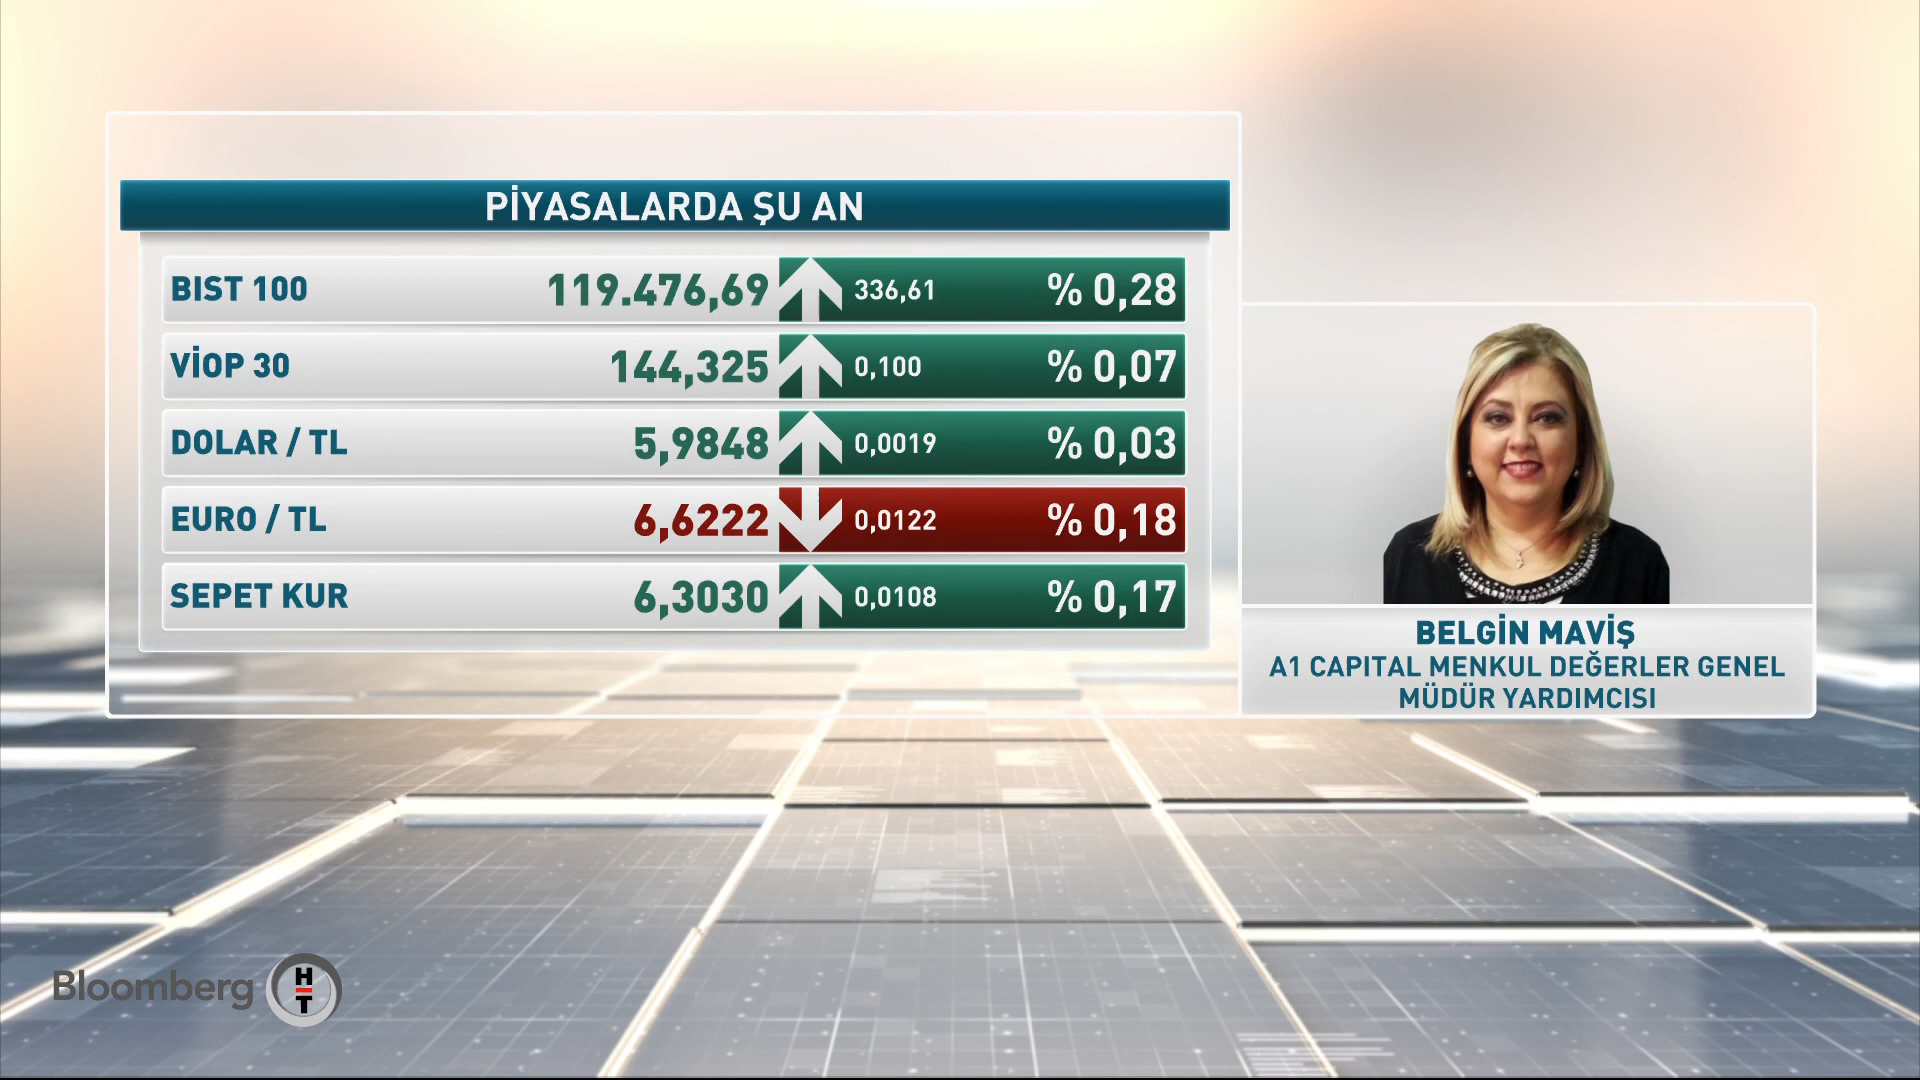 PİYASALARDA ŞU AN
BIST 100 119.476,69 336,61 % 0,28
VİOP 30 144,325 0,100 % 0,07
DOLAR / TL 5,9848 0,0019 % 0,03
EURO / TL 6,6222 0,0122 % 0,18
SEPET KUR 6,3030 0,0108 % 0,17
BELGİN MAVİŞ
A1 CAPITAL MENKUL DEĞERLER GENEL
MÜDÜR YARDIMCISI
Bloomberg HT